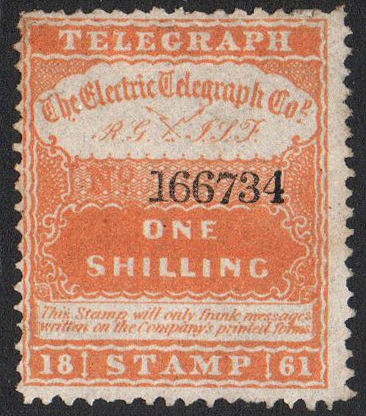 TELEGRAPH
The Electric Telegraph Coy.
No 166734
ONE
SHILLING
This Stamp will only frank messages
written on the Company's printed forms.
18 STAMP 61